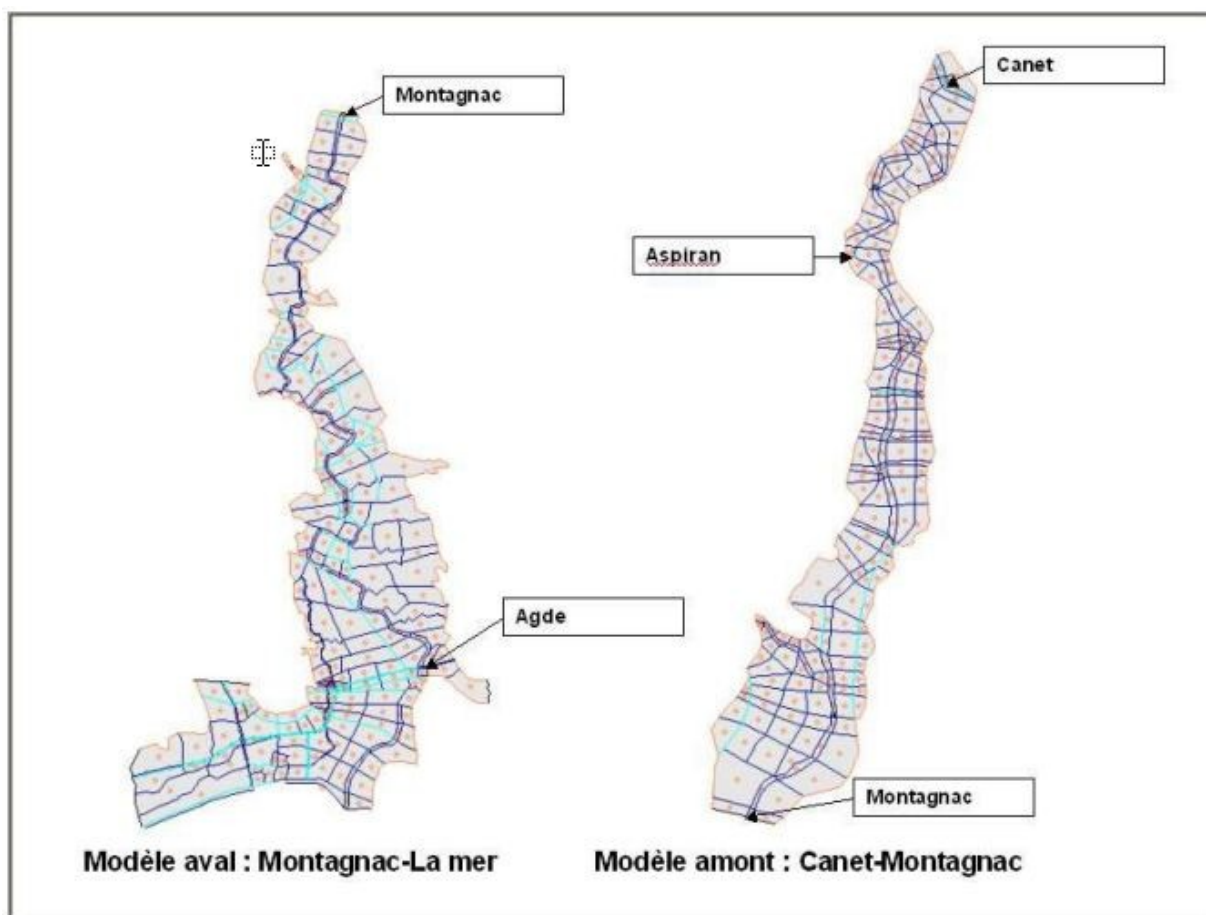 Canet
Montagnac
Aspiran
Agde
Montagnac
Modèle aval : Montagnac-La mer
Modèle amont : Canet-Montagnac